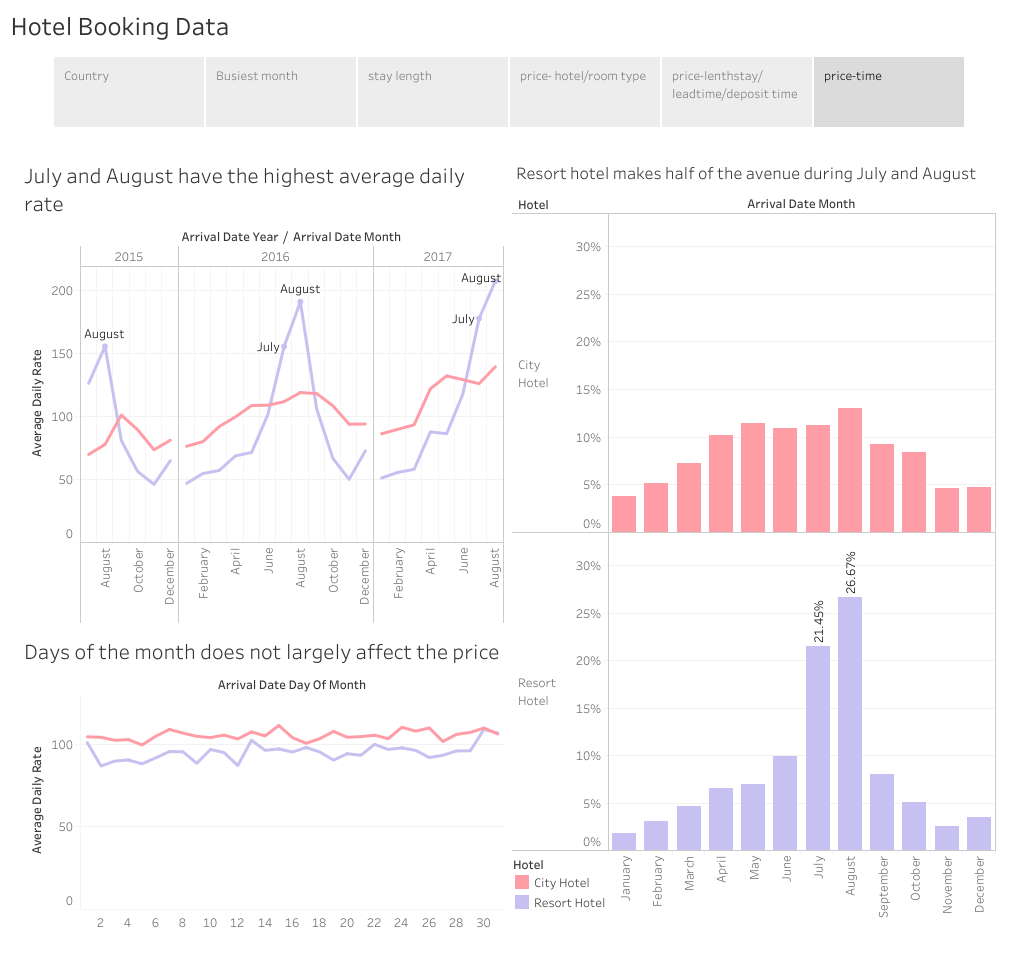 Hotel Booking Data
Country
Busiest month
stay length
price- hotel/room type
price-lenthstay/
leadtime/deposit time
price-time
July and August have the highest average daily
rate
Arrival Date Year / Arrival Date Month
2015
2016
2017
Average Daily Rate
200
150
100
50
0
August
July
August
July
August
August
October
December
February
April
June
August
October
December
February
April
June
August
Days of the month does not largely affect the price
Arrival Date Day Of Month
Average Daily Rate
100
50
0
2
4
6
8
10
12
14
16
18
20
22
24
26
28
30
Resort hotel makes half of the avenue during July and August
Hotel
Arrival Date Month
City
Hotel
30%
25%
20%
15%
10%
5%
0%
Resort
Hotel
30%
25%
20%
15%
10%
5%
0%
21.45%
26.67%
January
February
March
April
May
June
July
August
September
October
November
December
Hotel
City Hotel
Resort Hotel